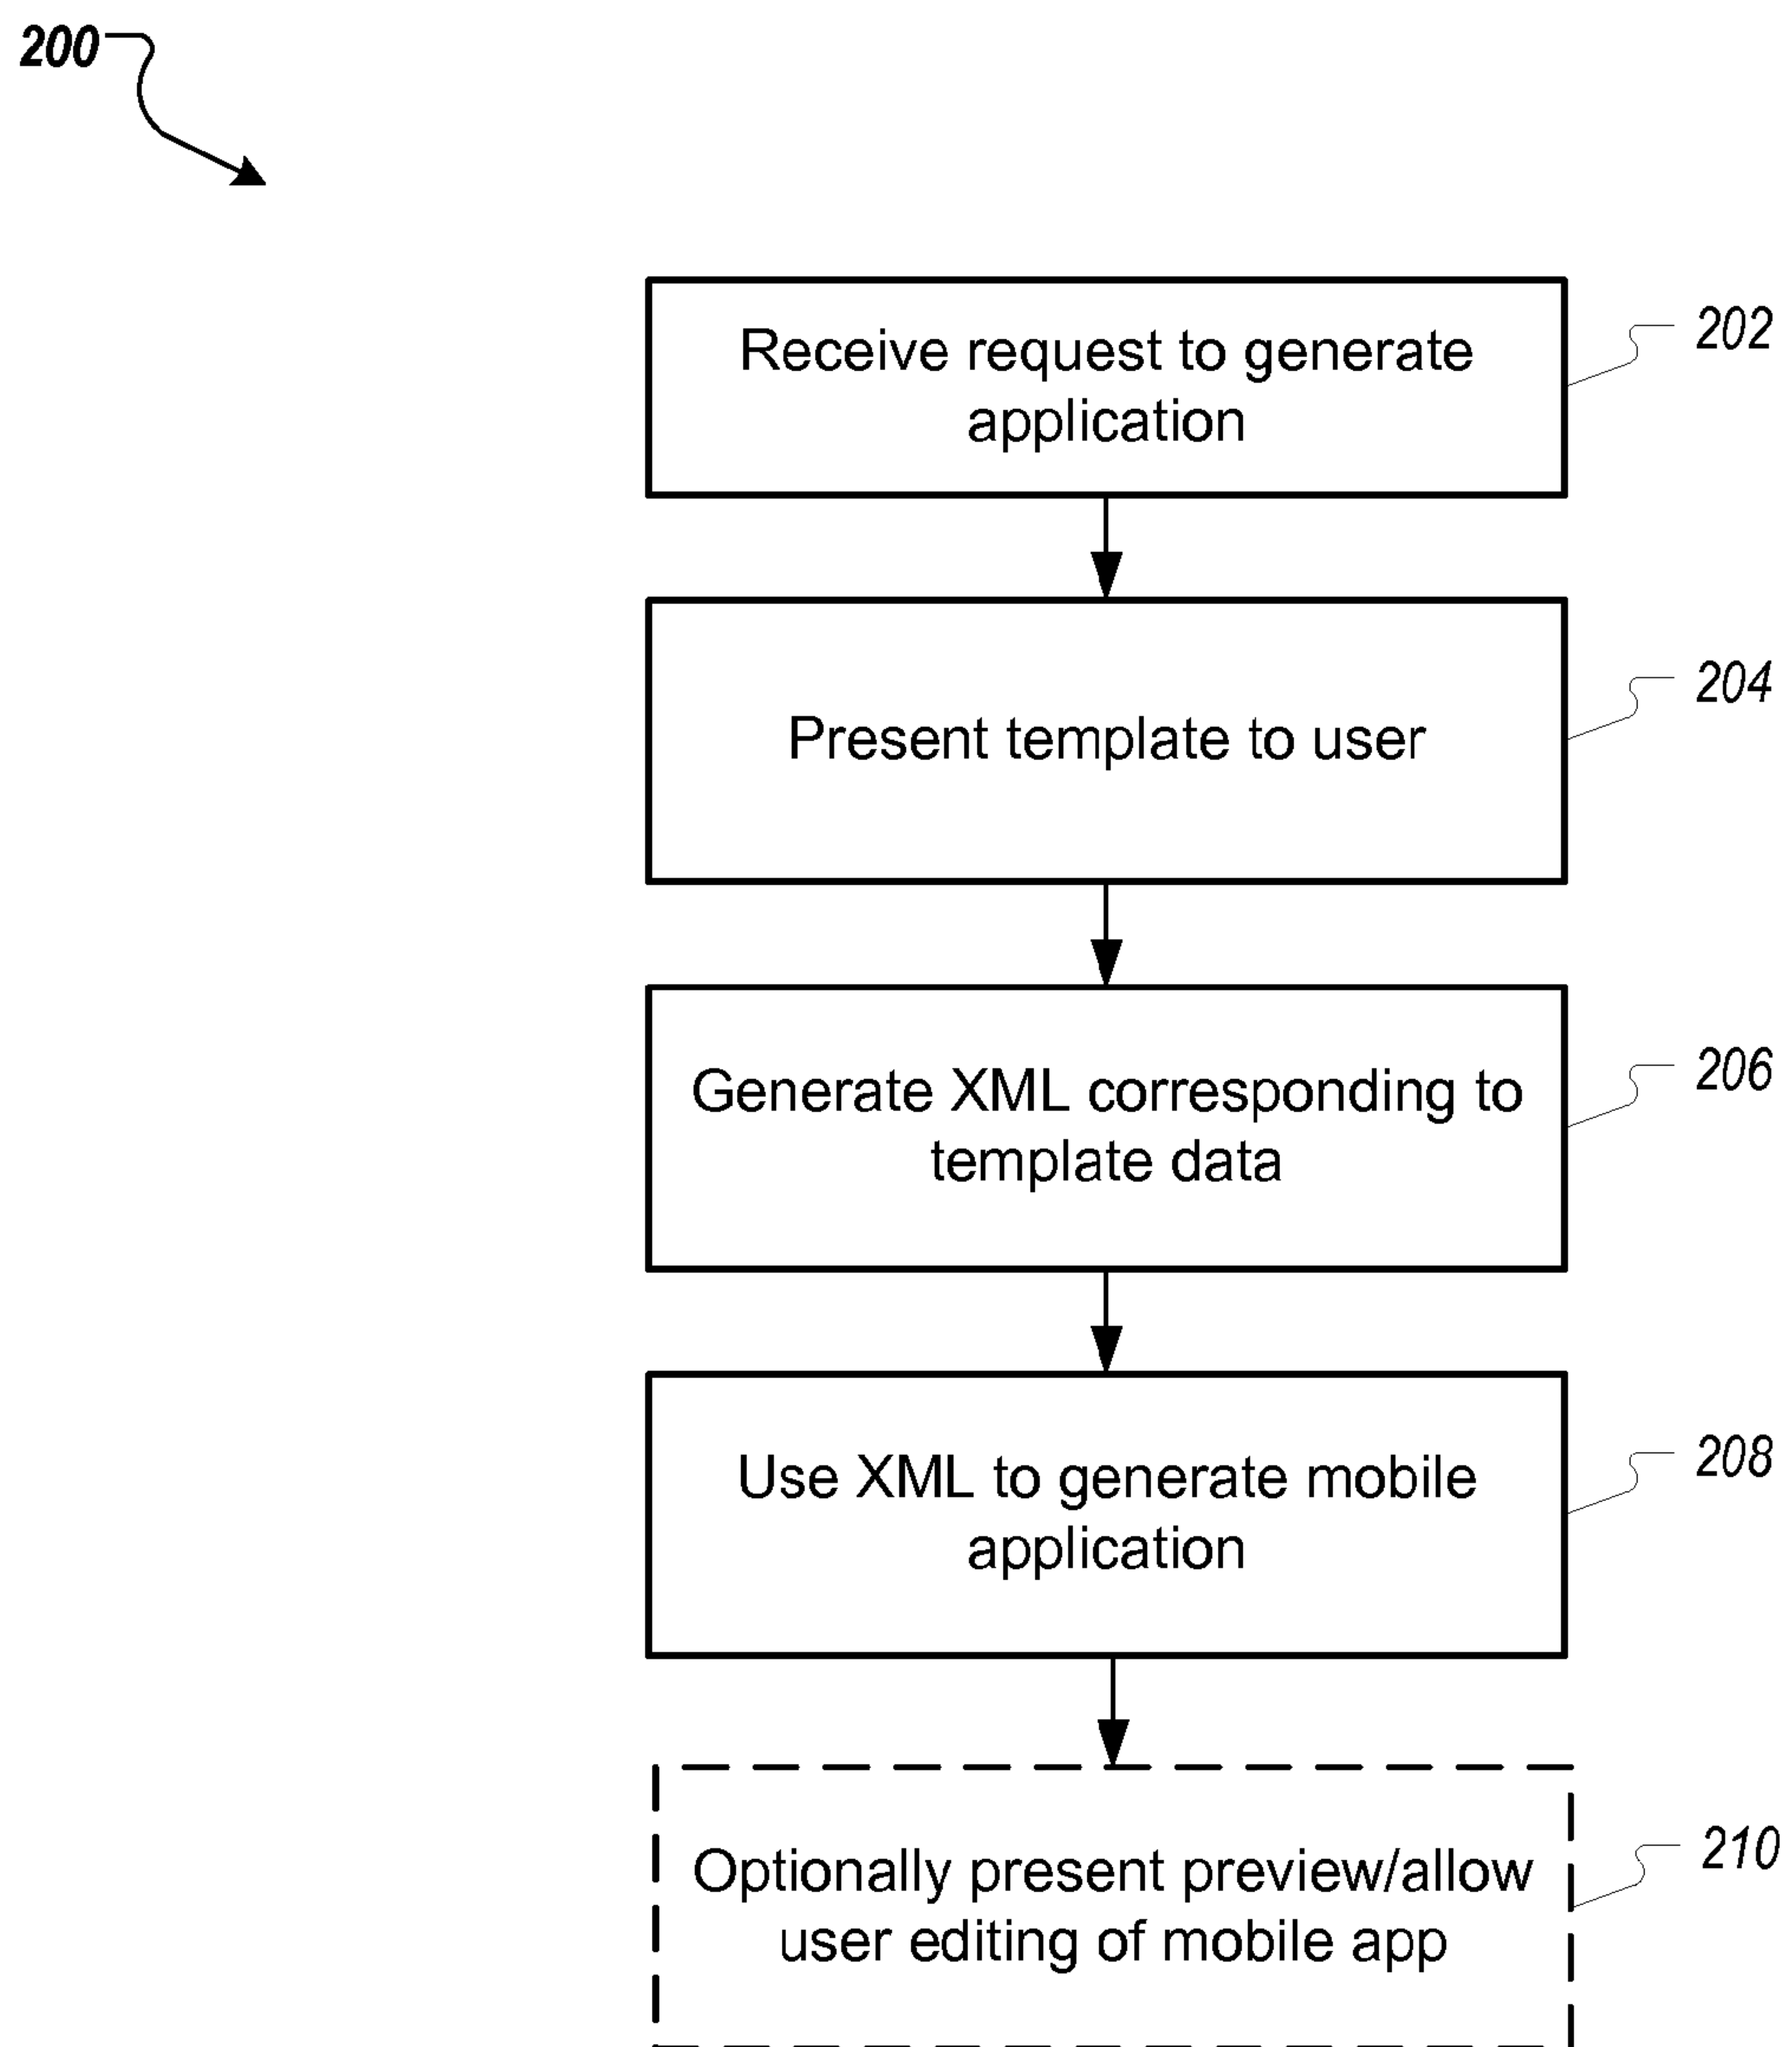 200
Receive request to generate
application
202
Present template to user
204
Generate XML corresponding to
template data
206
Use XML to generate mobile
application
208
Optionally present preview/allow
user editing of mobile app
210